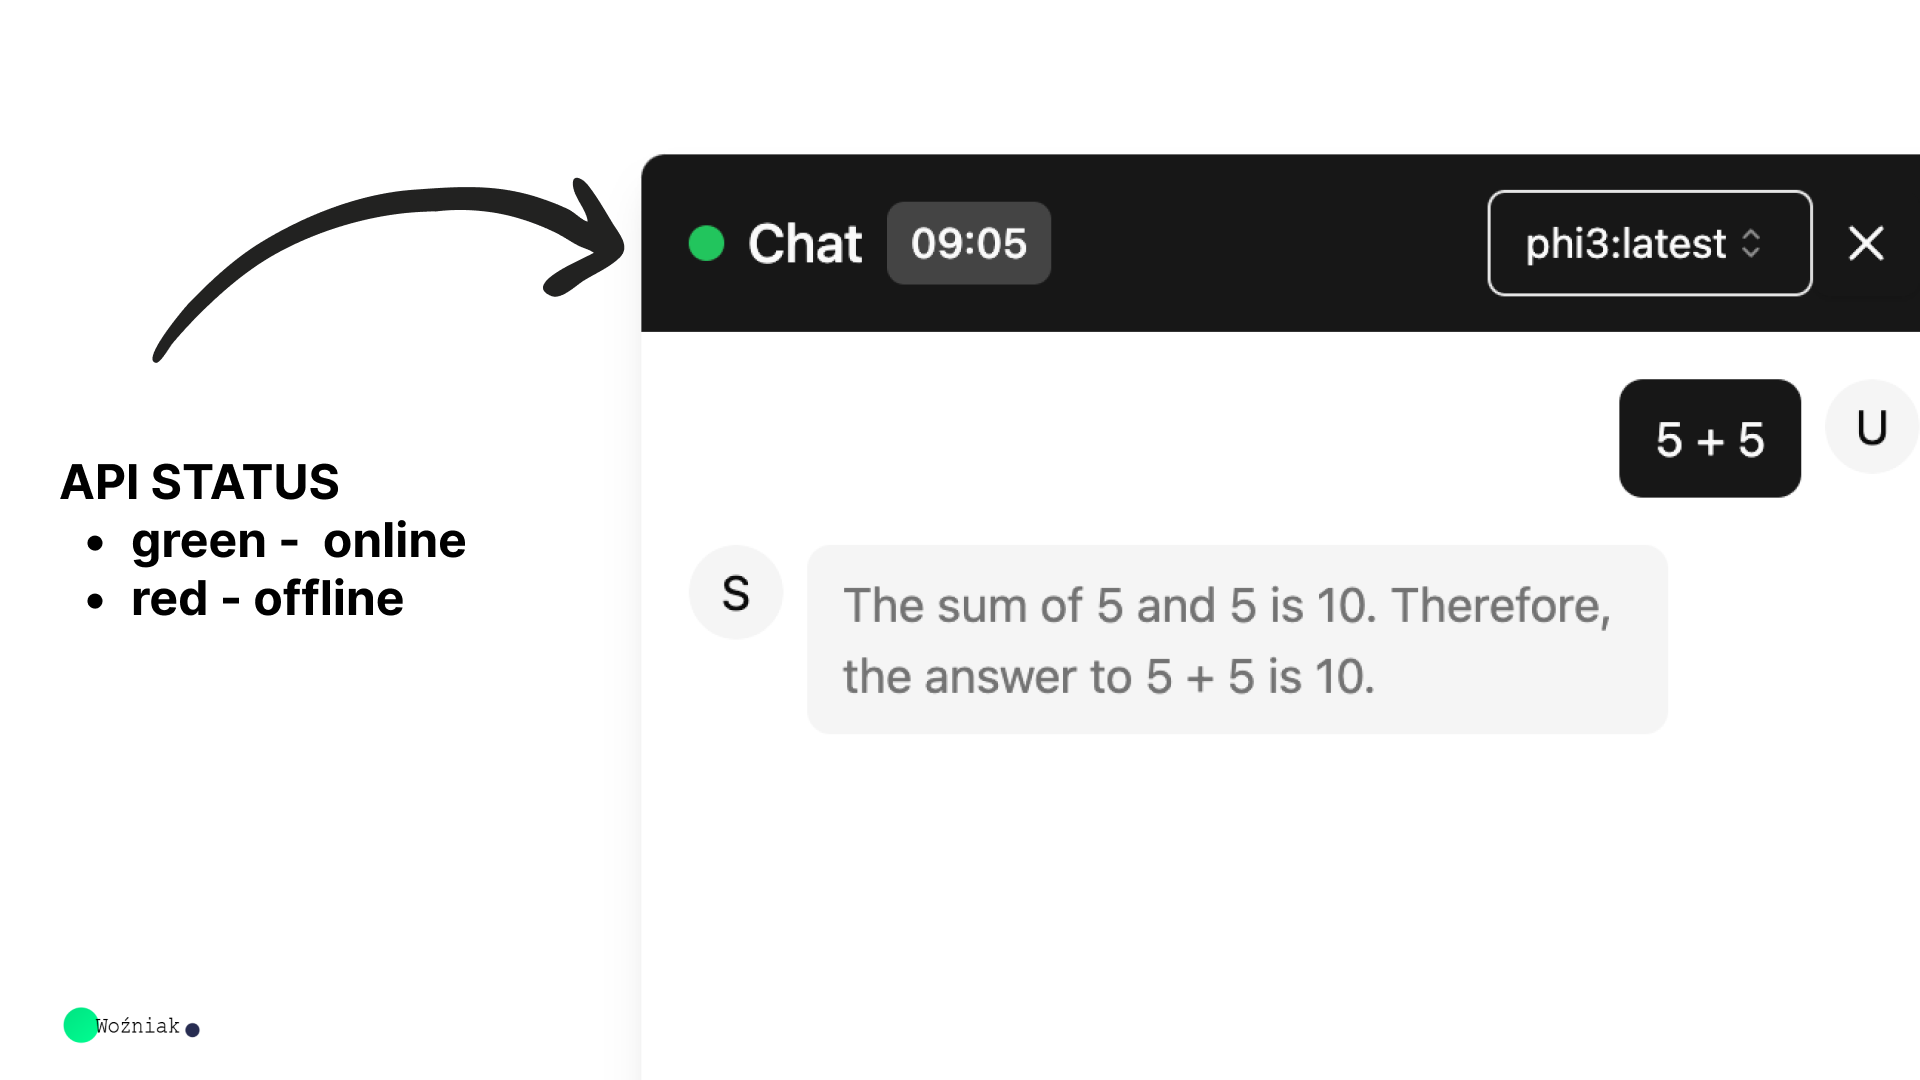 Chat 09:05 phi3:latest
5 + 5 U
API STATUS
• green -  online
• red - offline
S
The sum of 5 and 5 is 10. Therefore,
the answer to 5 + 5 is 10.
Woźniak